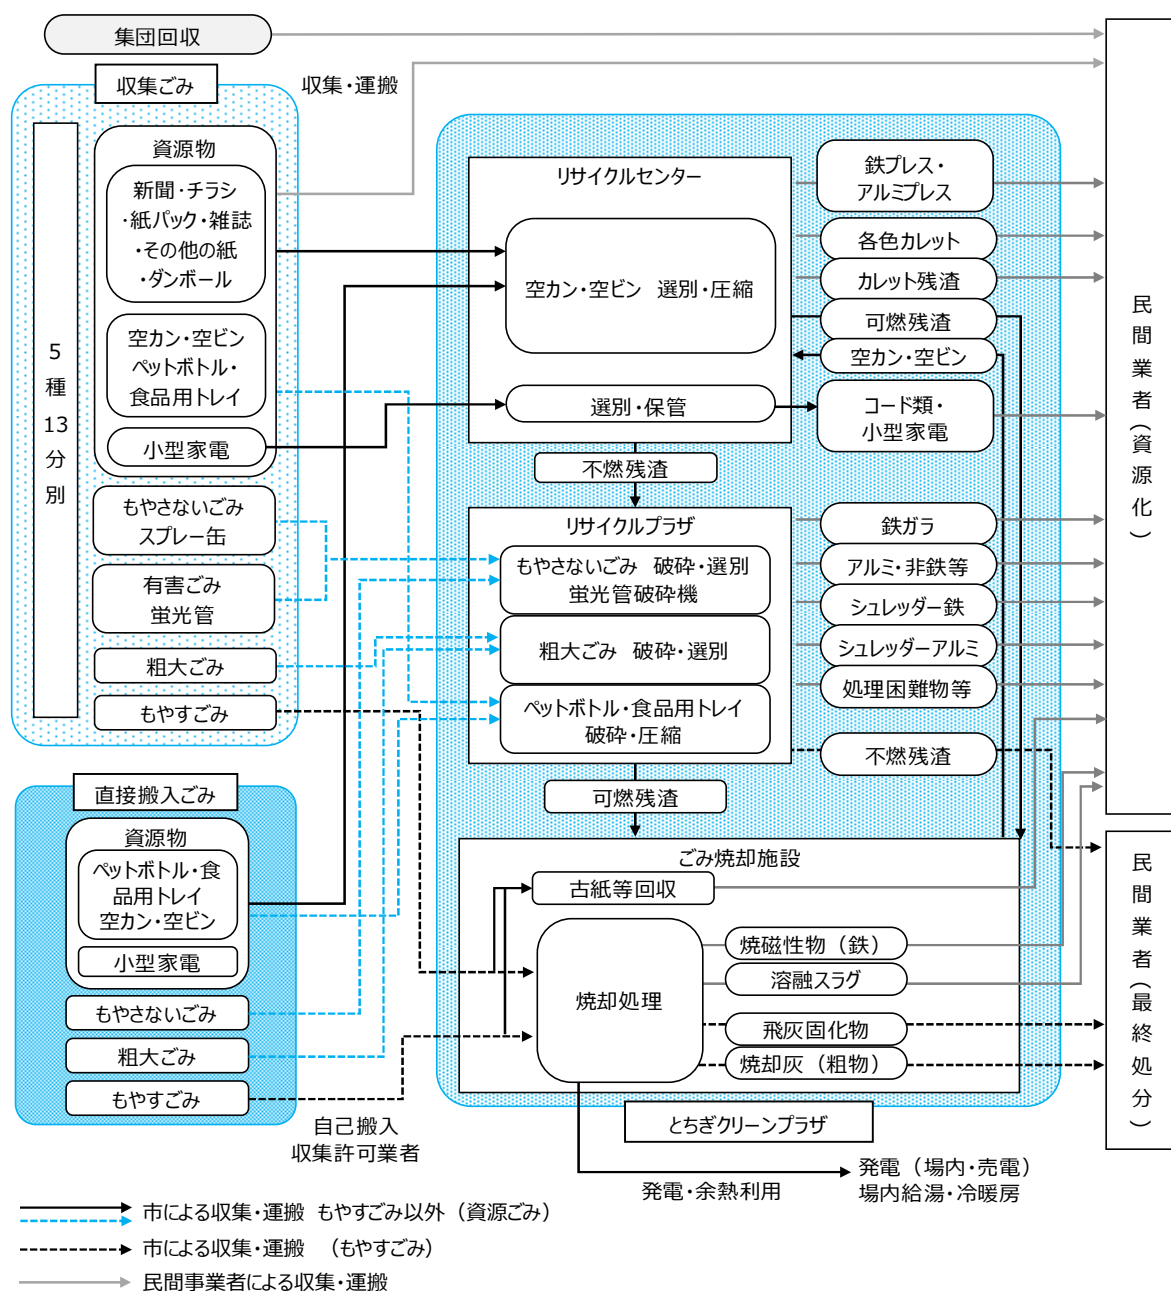 集団回収
収集ごみ
収集・運搬
5
種
13
分
別
資源物
新聞・チラシ
・紙パック・雑誌
・その他の紙
・ダンボール
空カン・空ビン
ペットボトル・
食品用トレイ
小型家電
もやさないごみ
スプレー缶
有害ごみ
蛍光管
粗大ごみ
もやすごみ
直接搬入ごみ
資源物
ペットボトル・食
品用トレイ
空カン・空ビン
小型家電
もやさないごみ
粗大ごみ
もやすごみ
自己搬入
収集許可業者
リサイクルセンター
空カン・空ビン 選別・圧縮
選別・保管
不燃残渣
リサイクルプラザ
もやさないごみ 破砕・選別
蛍光管破砕機
粗大ごみ 破砕・選別
ペットボトル・食品用トレイ
破砕・圧縮
可燃残渣
鉄プレス・
アルミプレス
各色カレット
カレット残渣
可燃残渣
空カン・空ビン
コード類・
小型家電
鉄ガラ
アルミ・非鉄等
シュレッダー鉄
シュレッダーアルミ
処理困難物等
不燃残渣
ごみ焼却施設
古紙等回収
焼却処理
焼磁性物（鉄）
溶融スラグ
飛灰固化物
焼却灰（粗物）
とちぎクリーンプラザ
発電・余熱利用
発電（場内・売電）
場内給湯・冷暖房
民間業者（資源化）
民間業者（最終処分）
市による収集・運搬 もやすごみ以外（資源ごみ）
市による収集・運搬 （もやすごみ）
民間事業者による収集・運搬